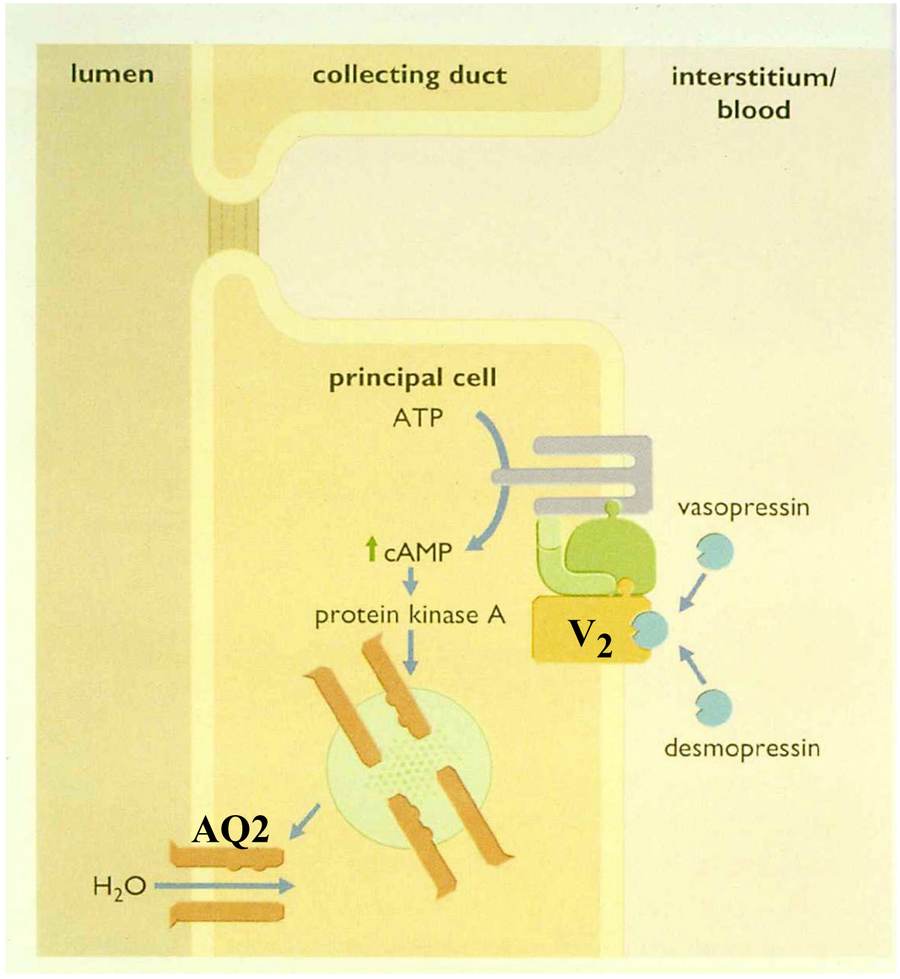 lumen
collecting duct
interstitium/
blood
principal cell
ATP
vasopressin
cAMP
protein kinase A
V2
desmopressin
AQ2
H2O